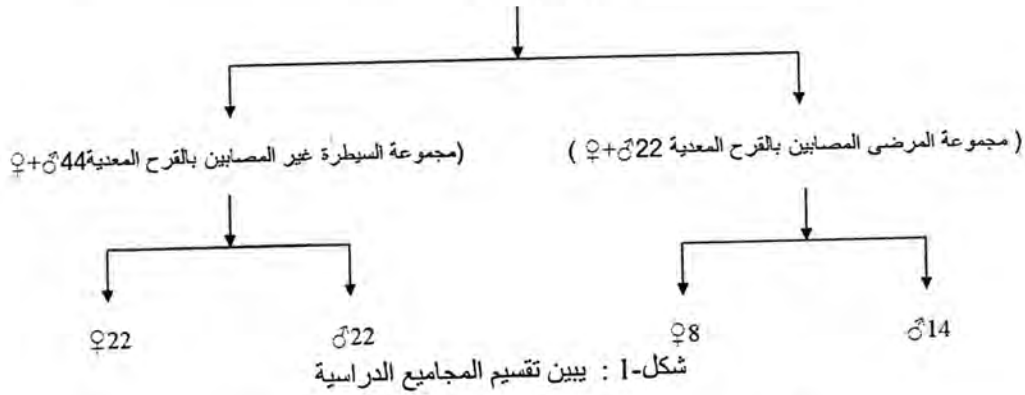 ( مجموعة المرضى المصابين بالقرح المعدية 22♂+♀ )
(مجموعة السيطرة غير المصابين بالقرح المعدية44♂+♀
♂14
♀8
♂22
♀22
شكل-1 : يبين تقسيم المجاميع الدراسية